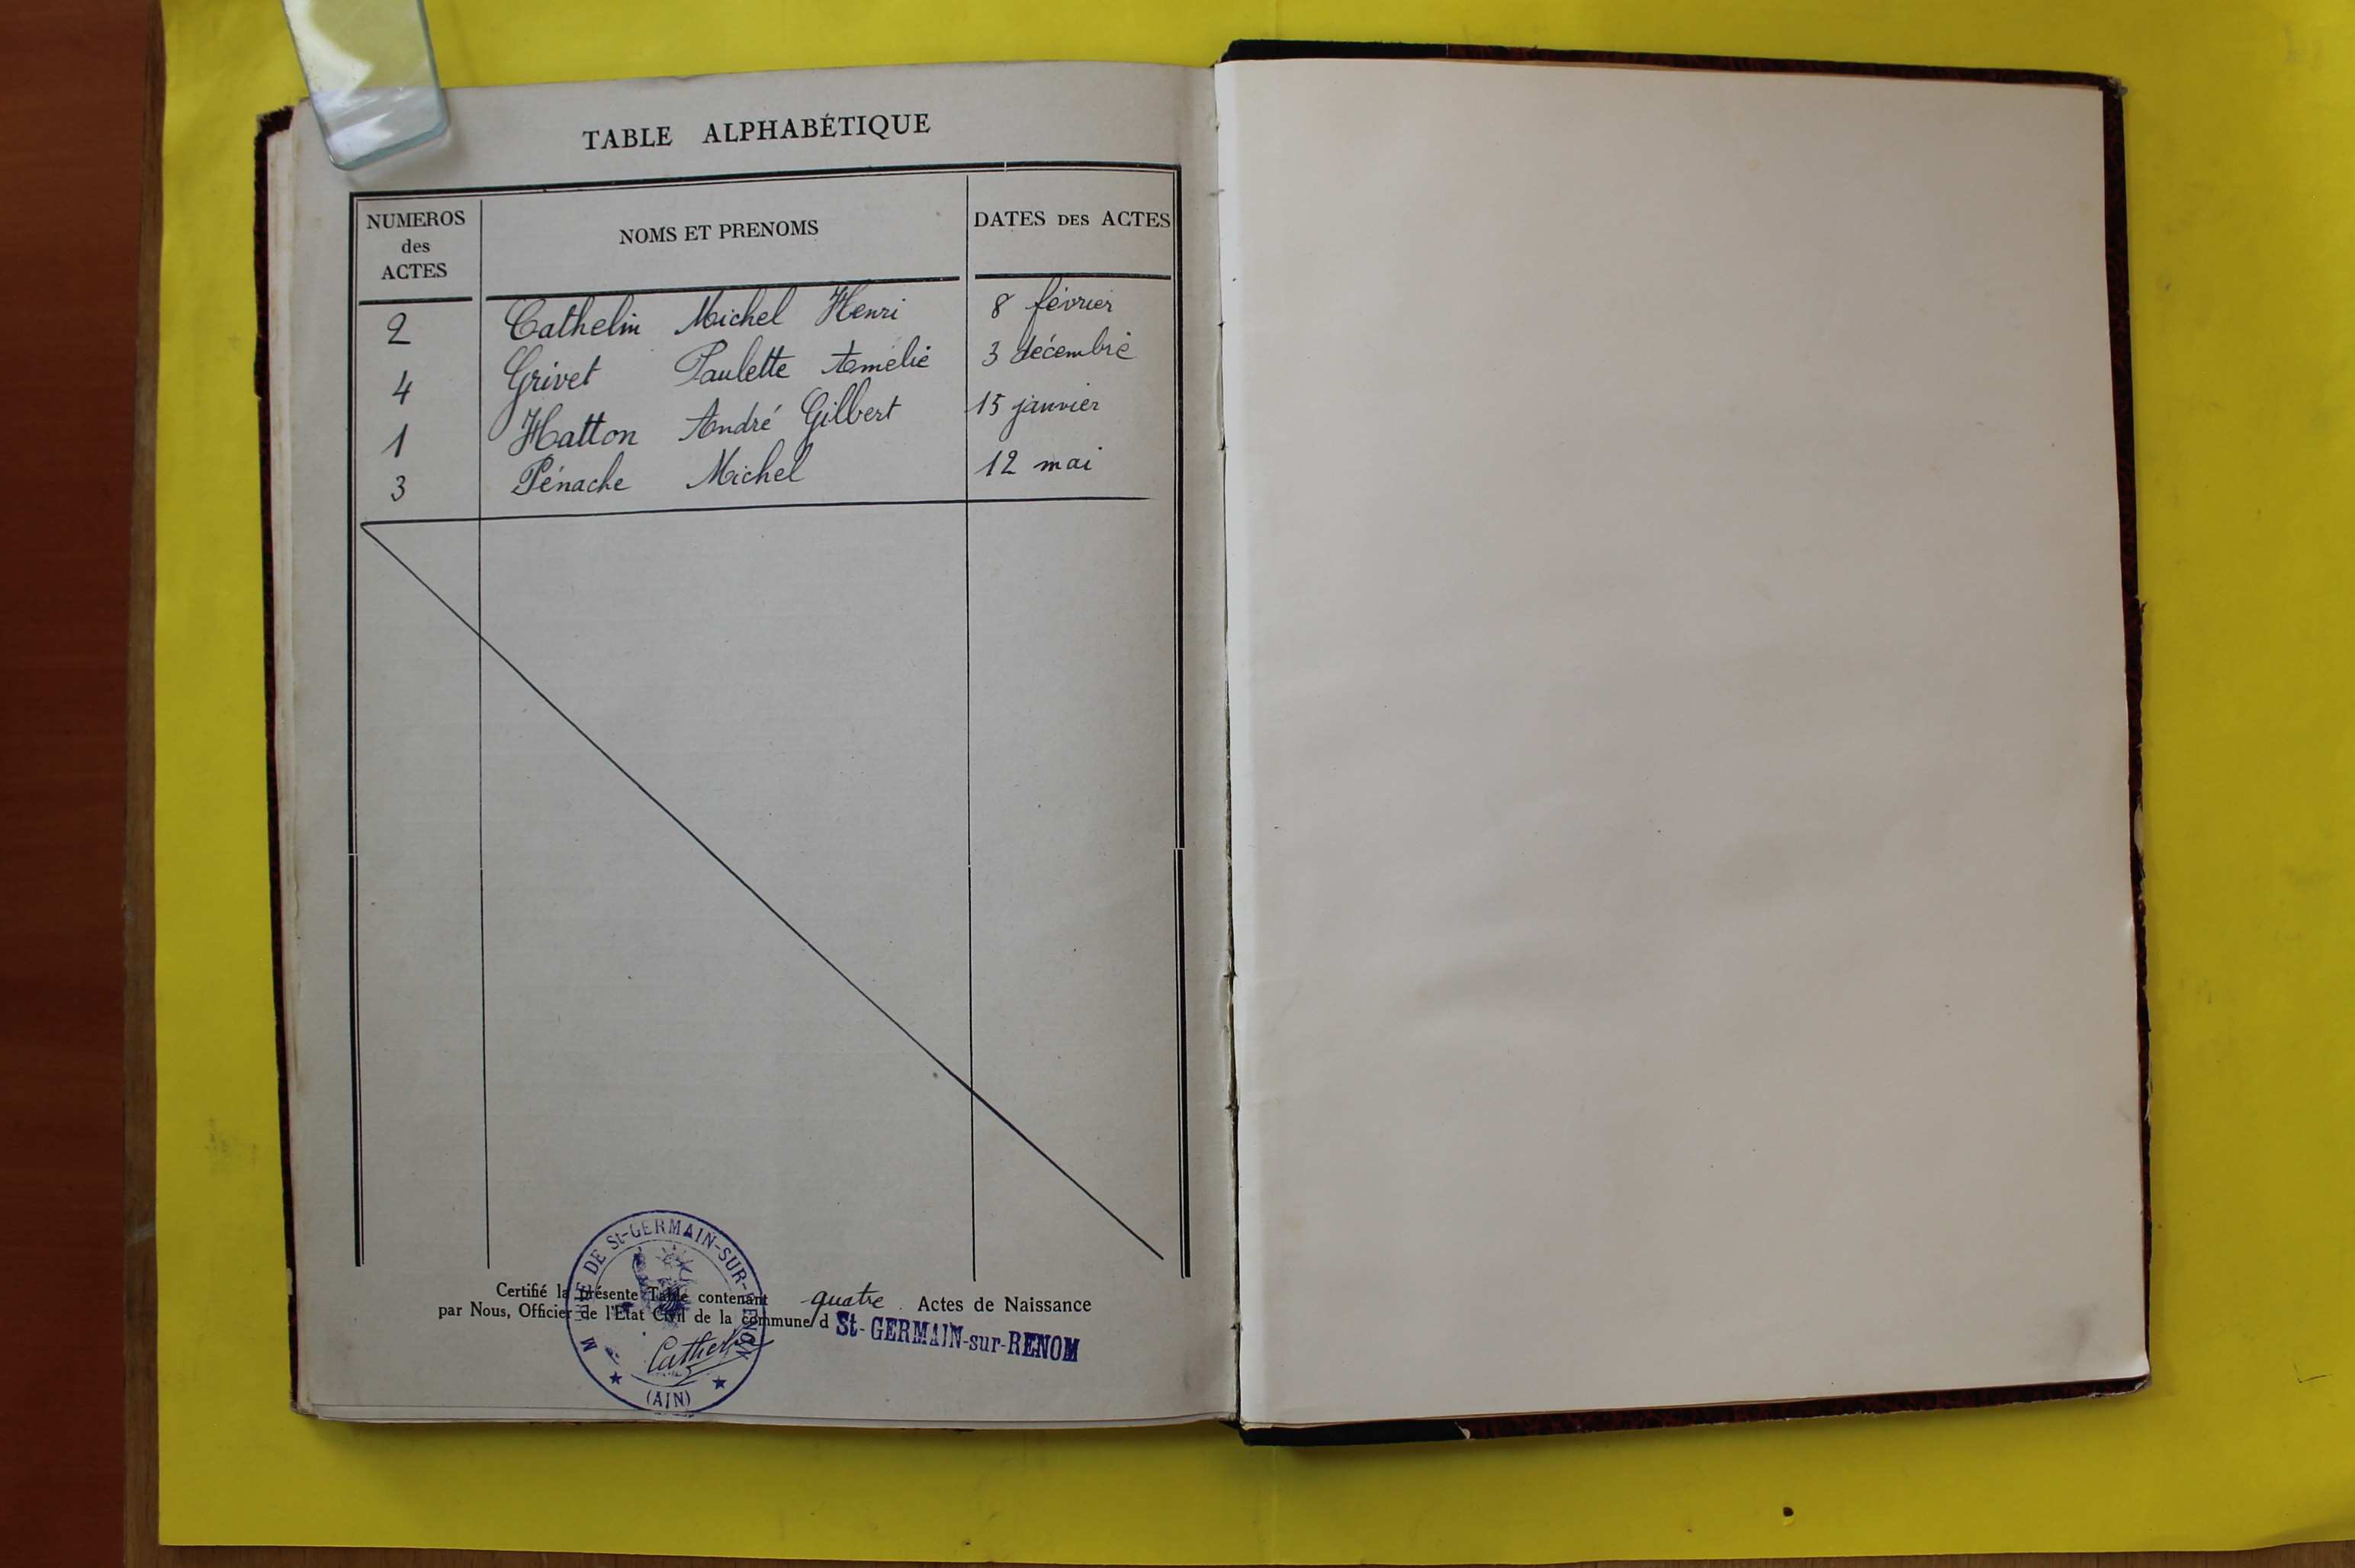 TABLE ALPHABÉTIQUE
NUMEROS des ACTES NOMS ET PRENOMS DATES DES ACTES
2 Cathelin Michel Henri 8 février
4 Grivet Paulette Amélie 3 décembre
1 Hatton André Gilbert 15 janvier
3 Pénache Michel 12 mai
Certifié la présente Table contenant quatre Actes de Naissance
par Nous, Officier de l'Etat Civil de la commune d St-GERMAIN-sur-RENOM
MAIRIE DE St-GERMAIN-SUR-RENON
(AIN)